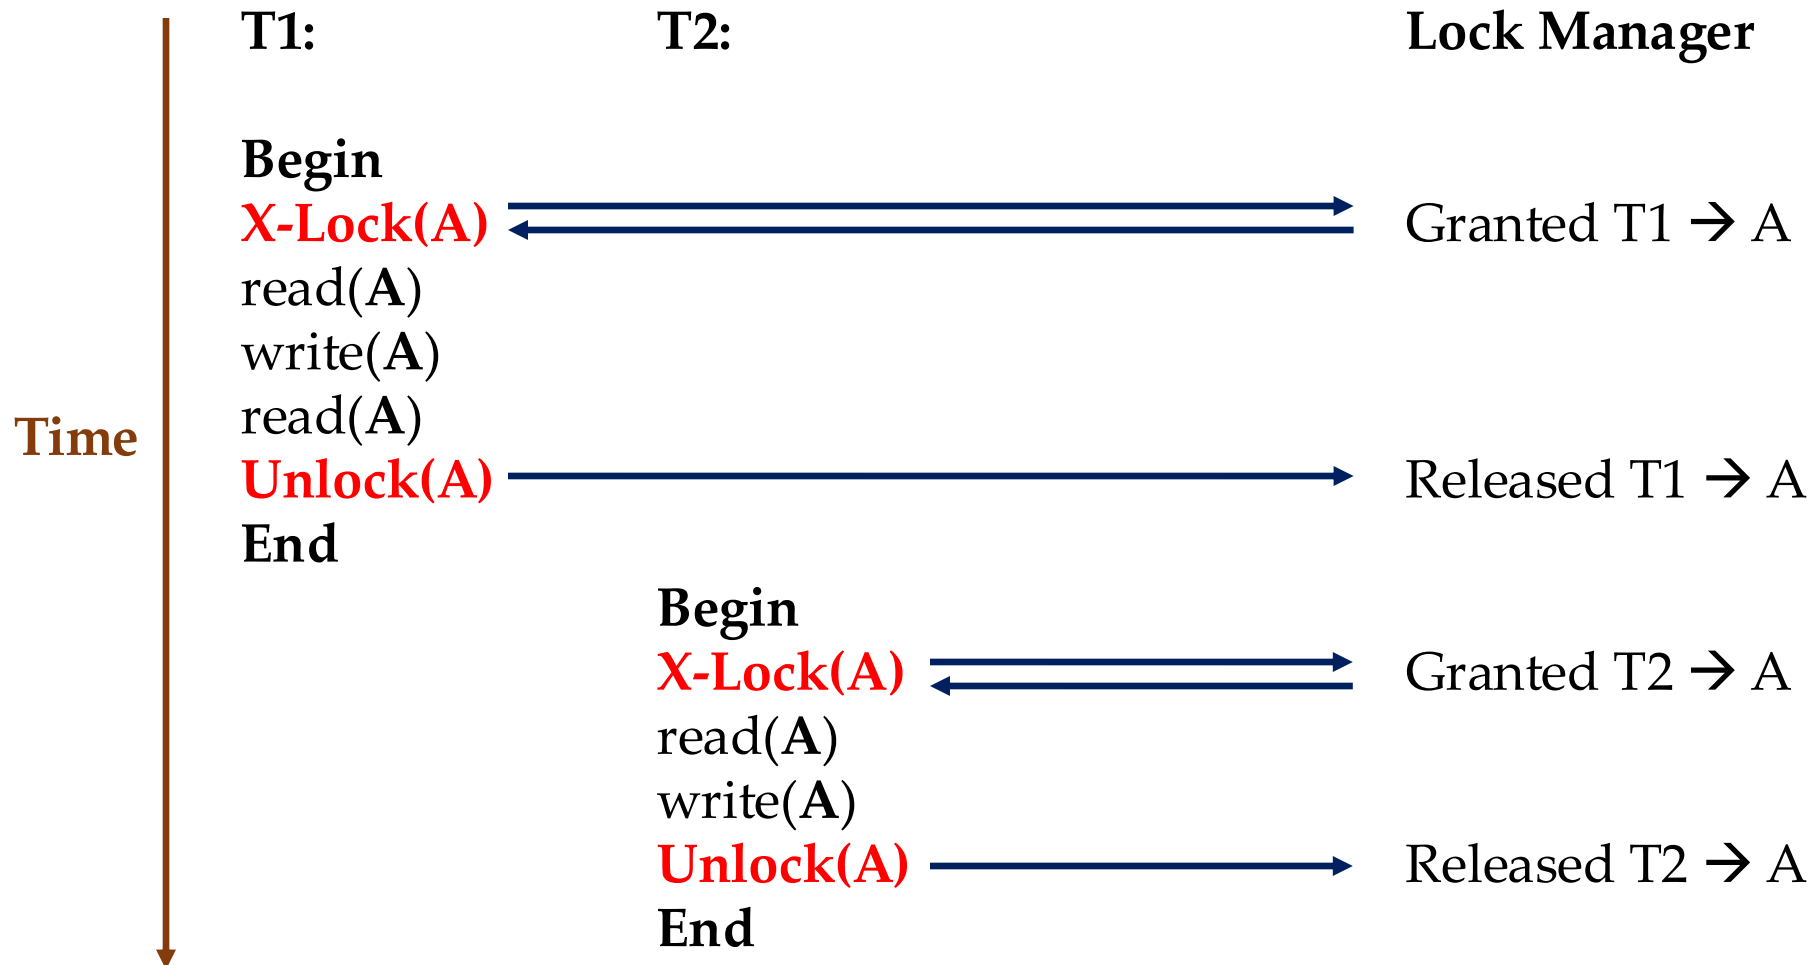 T1: T2: Lock Manager
Begin
X-Lock(A) Granted T1 → A
read(A)
write(A)
read(A)
Time
Unlock(A) Released T1 → A
End
Begin
X-Lock(A) Granted T2 → A
read(A)
write(A)
Unlock(A) Released T2 → A
End